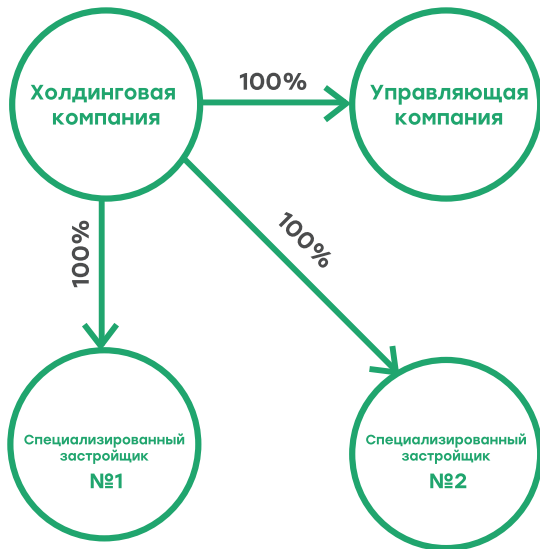 Холдинговая
компания
100%
Управляющая
компания
100%
100%
Специализированный
застройщик
№1
Специализированный
застройщик
№2